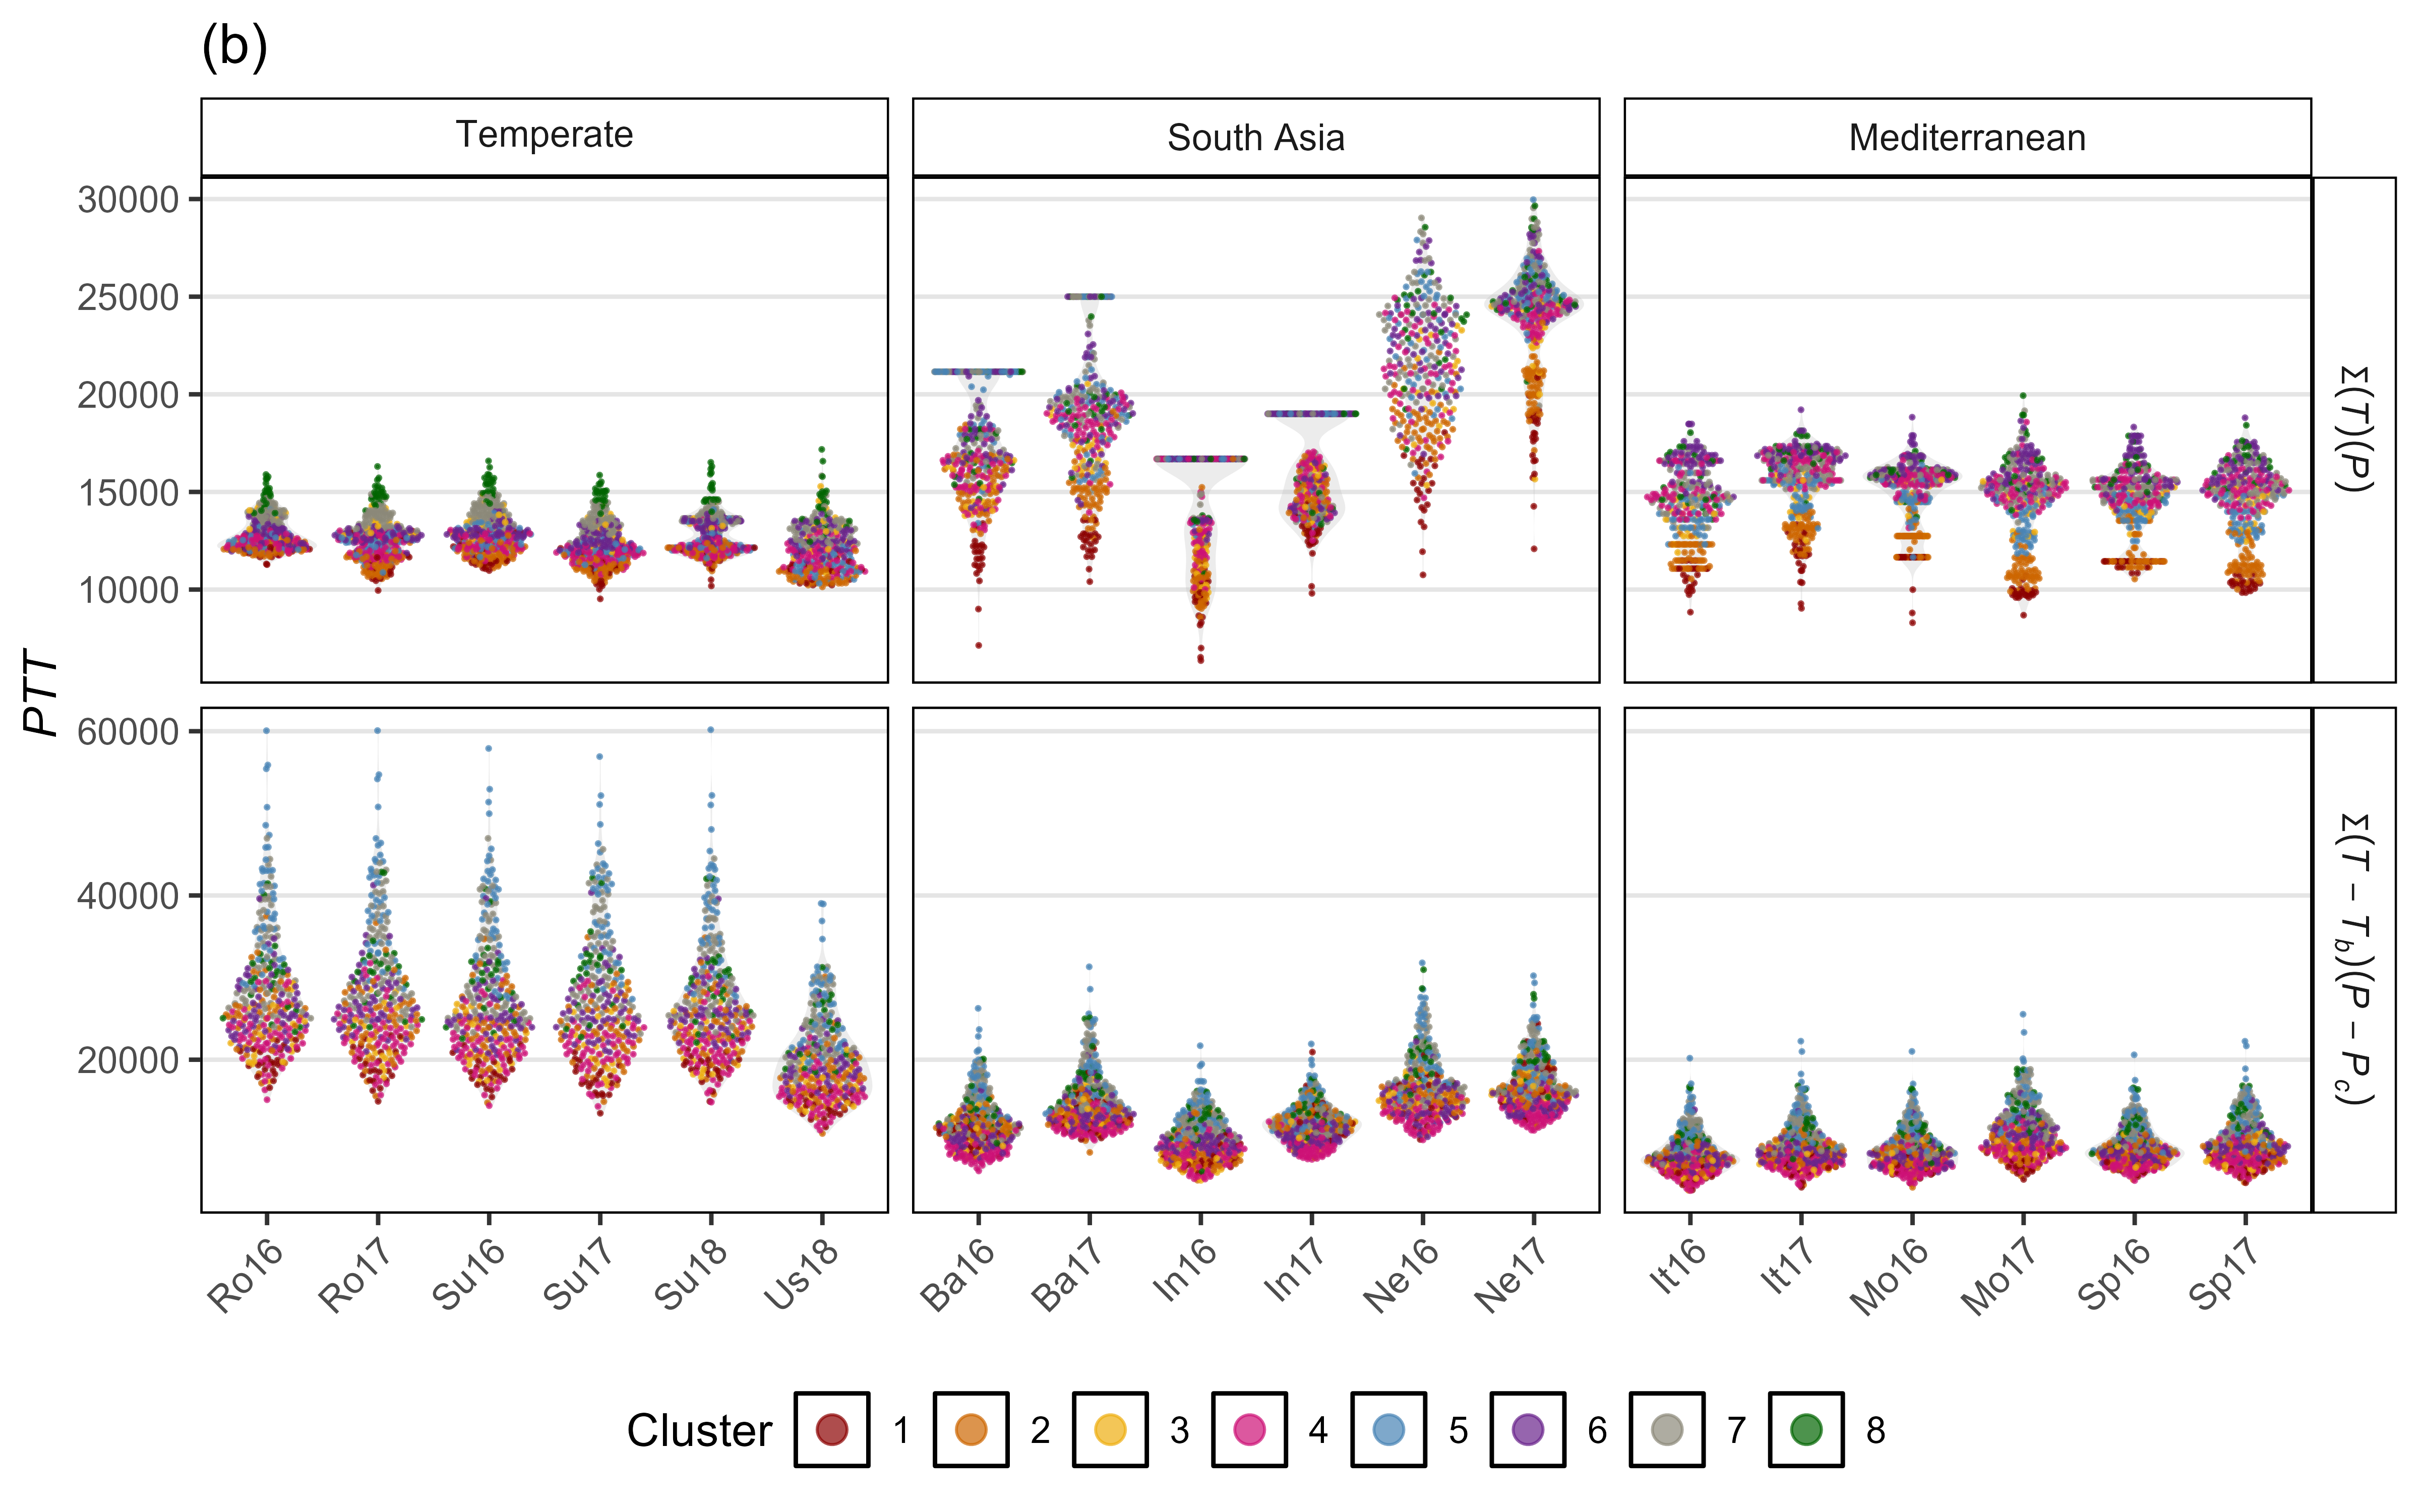 (b)
Temperate
South Asia
Mediterranean
30000
25000
20000
15000
10000
Σ(T)(P)
PTT
60000
40000
20000
Σ(T − T b)(P − P c)
Ro16
Ro17
Su16
Su17
Su18
Us18
Ba16
Ba17
In16
In17
Ne16
Ne17
It16
It17
Mo16
Mo17
Sp16
Sp17
Cluster 1 2 3 4 5 6 7 8